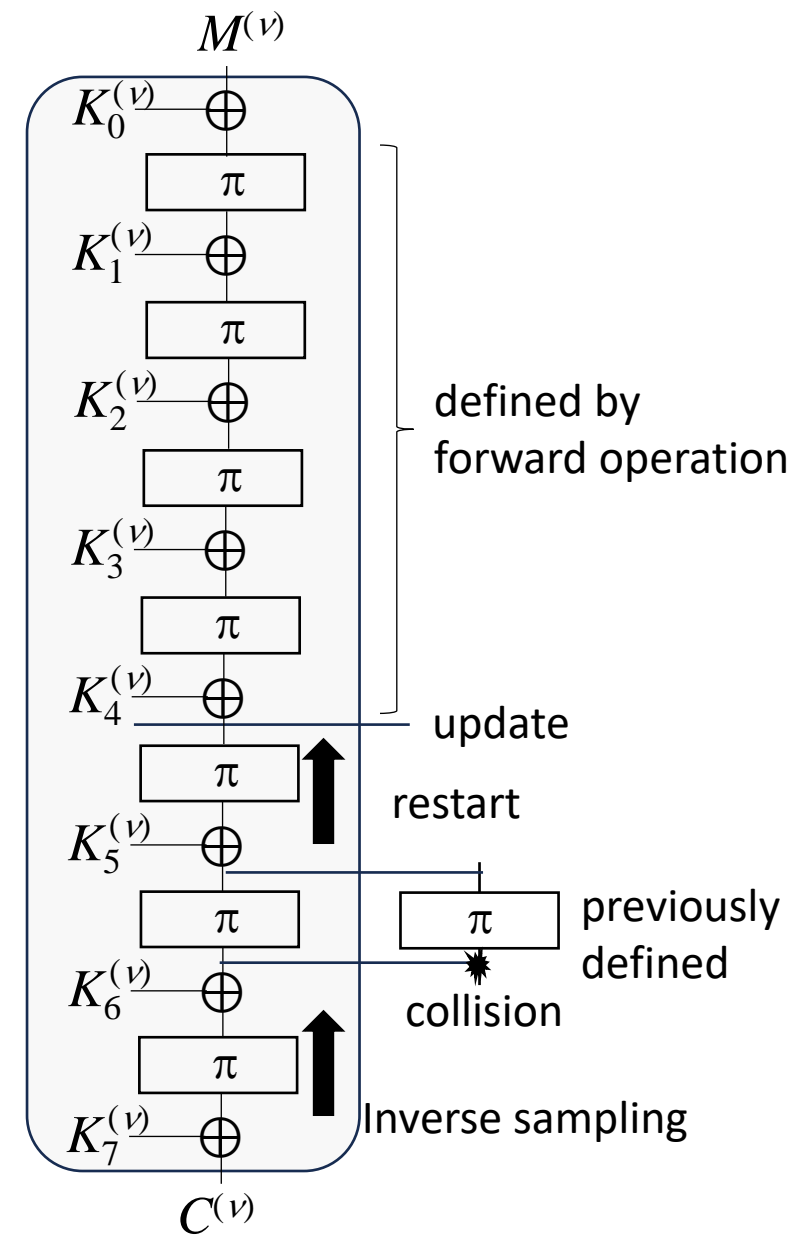 M^(ν)
K_0^(ν)
π
K_1^(ν)
π
K_2^(ν)
defined by
forward operation
π
K_3^(ν)
π
K_4^(ν)
update
π
restart
K_5^(ν)
π
π
previously
defined
K_6^(ν)
collision
π
Inverse sampling
K_7^(ν)
C^(ν)